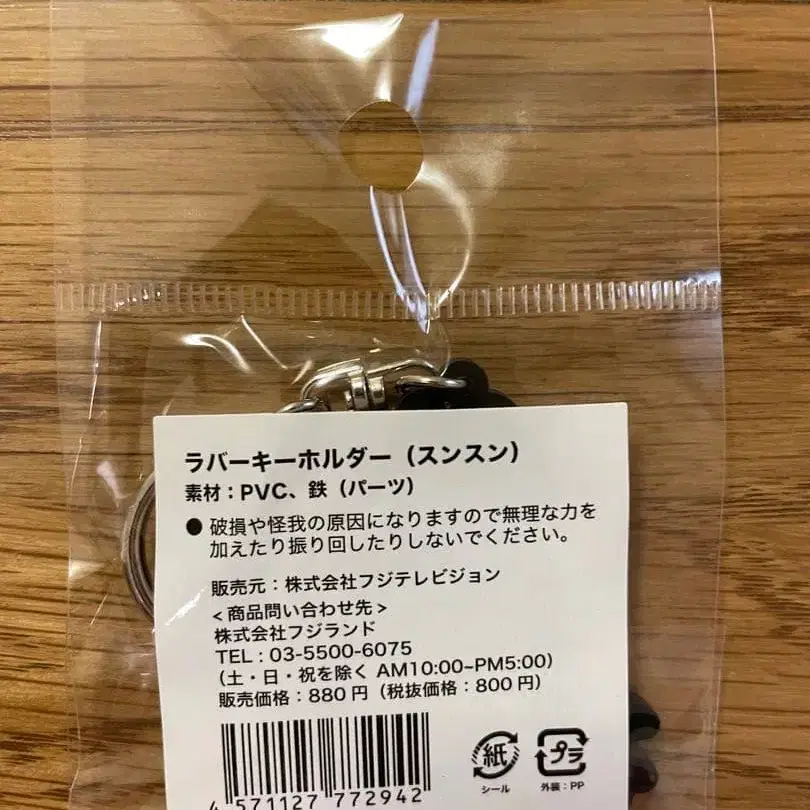 ラバーキーホルダー（スンスン）
素材：PVC、鉄（パーツ）
● 破損や怪我の原因になりますので無理な力を
加えたり振り回したりしないでください。
販売元：株式会社フジテレビジョン
＜商品問い合わせ先＞
株式会社フジランド
TEL : 03-5500-6075
（土・日・祝を除く AM10:00~PM5:00）
販売価格：880円（税抜価格：800円）
紙
シール
プラ
外装：PP
4 571127 772942